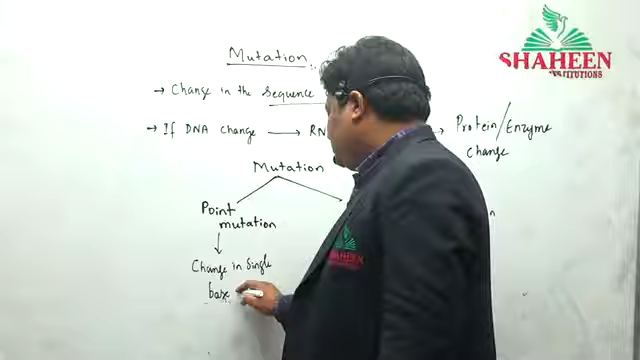 Mutation
SHAHEEN
INSTITUTIONS
→ Change in the Sequence
→ If DNA change → RN → Protein / Enzyme
change
Mutation
Point
mutation
SHAHEEN
Change in Single
base